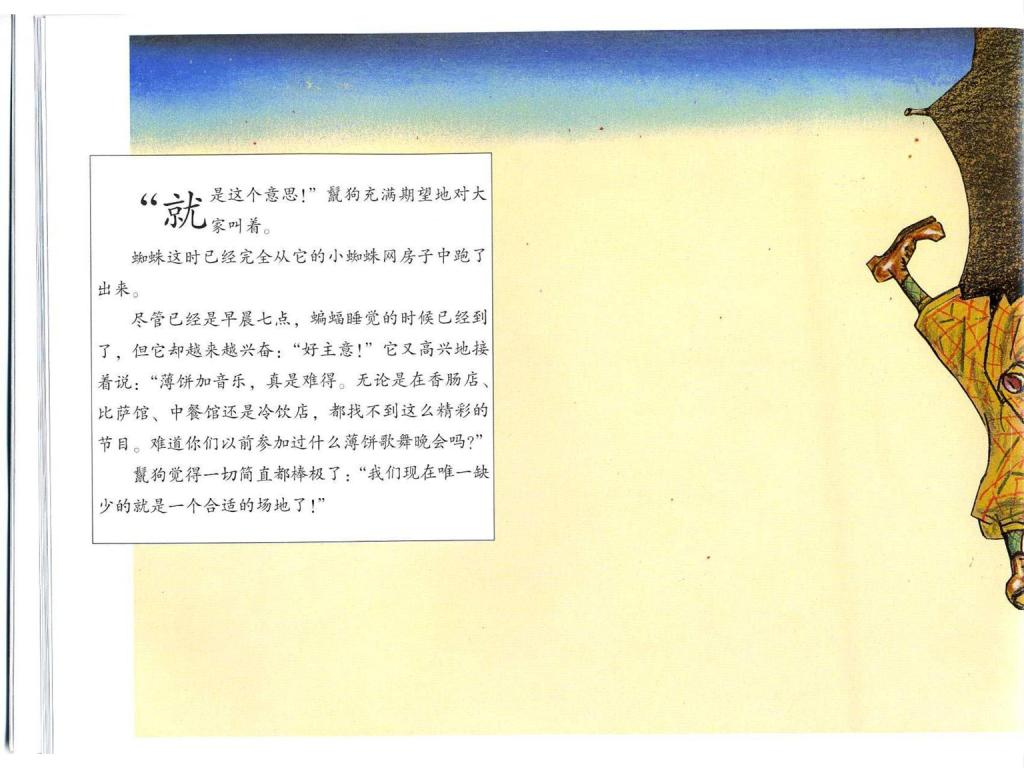 “就是这个意思！”鬣狗充满期望地对大
家叫着。
蜘蛛这时已经完全从它的小蜘蛛网房子中跑了
出来。
尽管已经是早晨七点，蝙蝠睡觉的时候已经到
了，但它却越来越兴奋：“好主意！”它又高兴地接
着说：“薄饼加音乐，真是难得。无论是在香肠店、
比萨馆、中餐馆还是冷饮店，都找不到这么精彩的
节目。难道你们以前参加过什么薄饼歌舞晚会吗？”
鬣狗觉得一切简直都棒极了：“我们现在唯一缺
少的就是一个合适的场地了！”